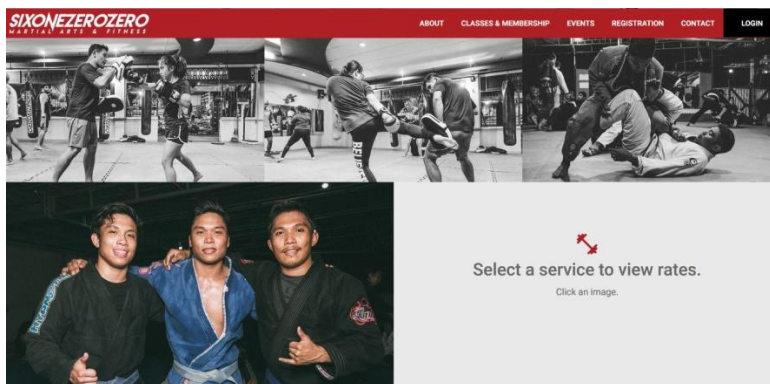 SIXONEZEROZERO
MARTIAL ARTS & FITNESS
ABOUT CLASSES & MEMBERSHIP EVENTS REGISTRATION CONTACT LOGIN
BELIEVE
Select a service to view rates.
Click an image.